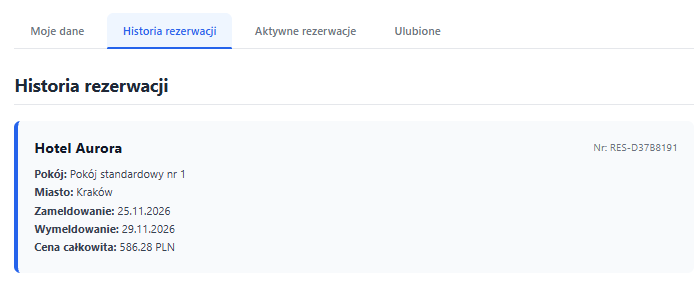 Moje dane
Historia rezerwacji
Aktywne rezerwacje
Ulubione
Historia rezerwacji
Hotel Aurora
Nr: RES-D37B8191
Pokój: Pokój standardowy nr 1
Miasto: Kraków
Zameldowanie: 25.11.2026
Wymeldowanie: 29.11.2026
Cena całkowita: 586.28 PLN